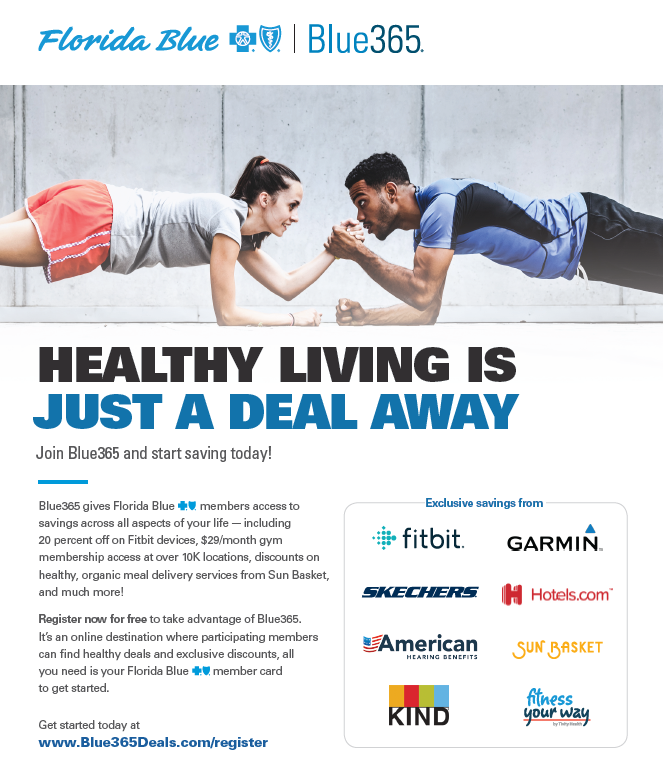 Florida Blue | Blue365.
HEALTHY LIVING IS
JUST A DEAL AWAY
Join Blue365 and start saving today!
Blue365 gives Florida Blue members access to
savings across all aspects of your life — including
20 percent off on Fitbit devices, $29/month gym
membership access at over 10K locations, discounts on
healthy, organic meal delivery services from Sun Basket,
and much more!
Register now for free to take advantage of Blue365.
It's an online destination where participating members
can find healthy deals and exclusive discounts, all
you need is your Florida Blue member card
to get started.
Get started today at
www.Blue365Deals.com/register
Exclusive savings from
fitbit.
GARMIN
SKECHERS
Hotels.com™
American
HEARING BENEFITS
SUN BASKET
KIND
fitness
your way
by Tivity Health